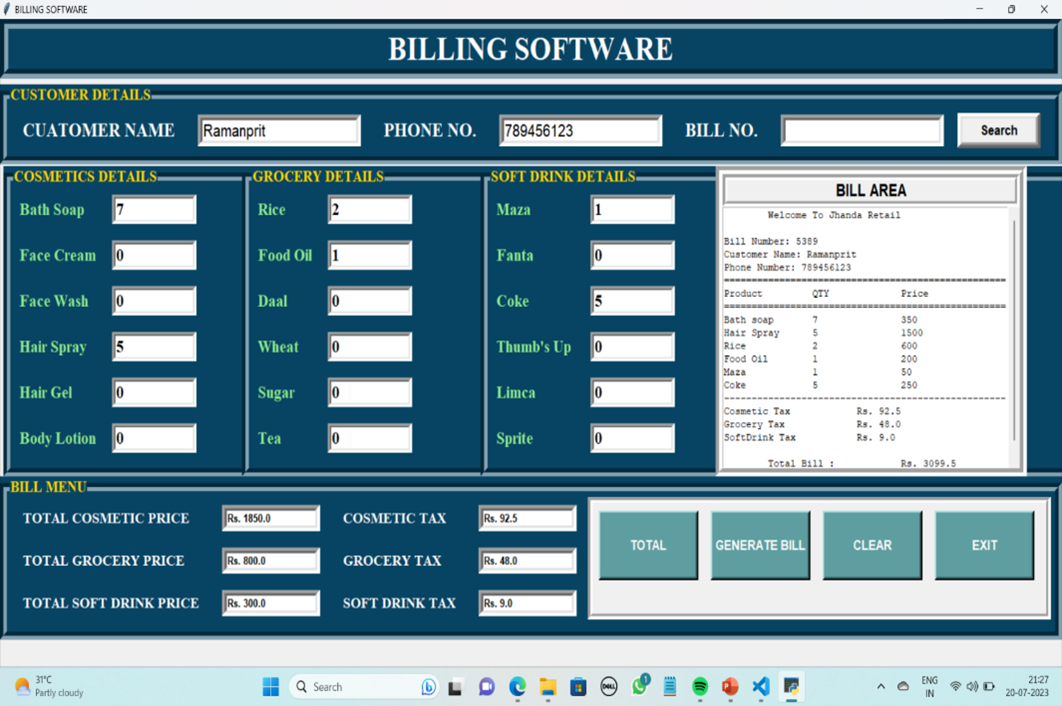 BILLING SOFTWARE
BILLING SOFTWARE
CUSTOMER DETAILS
CUATOMER NAME Ramanprit PHONE NO. 789456123 BILL NO. Search
COSMETICS DETAILS GROCERY DETAILS SOFT DRINK DETAILS
Bath Soap 7 Rice 2 Maza 1
Face Cream 0 Food Oil 1 Fanta 0
Face Wash 0 Daal 0 Coke 5
Hair Spray 5 Wheat 0 Thumb's Up 0
Hair Gel 0 Sugar 0 Limca 0
Body Lotion 0 Tea 0 Sprite 0
BILL AREA
Welcome To Jhanda Retail
Bill Number: 5389
Customer Name: Ramanprit
Phone Number: 789456123
==============================================
Product QTY Price
==============================================
Bath soap 7 350
Hair Spray 5 1500
Rice 2 600
Food Oil 1 200
Maza 1 50
Coke 5 250
----------------------------------------------
Cosmetic Tax Rs. 92.5
Grocery Tax Rs. 48.0
SoftDrink Tax Rs. 9.0
Total Bill : Rs. 3099.5
BILL MENU
TOTAL COSMETIC PRICE Rs. 1850.0 COSMETIC TAX Rs. 92.5
TOTAL GROCERY PRICE Rs. 800.0 GROCERY TAX Rs. 48.0
TOTAL SOFT DRINK PRICE Rs. 300.0 SOFT DRINK TAX Rs. 9.0
TOTAL GENERATE BILL CLEAR EXIT
31°C
Partly cloudy
Search
DELL
1
ENG
IN
21:27
20-07-2023